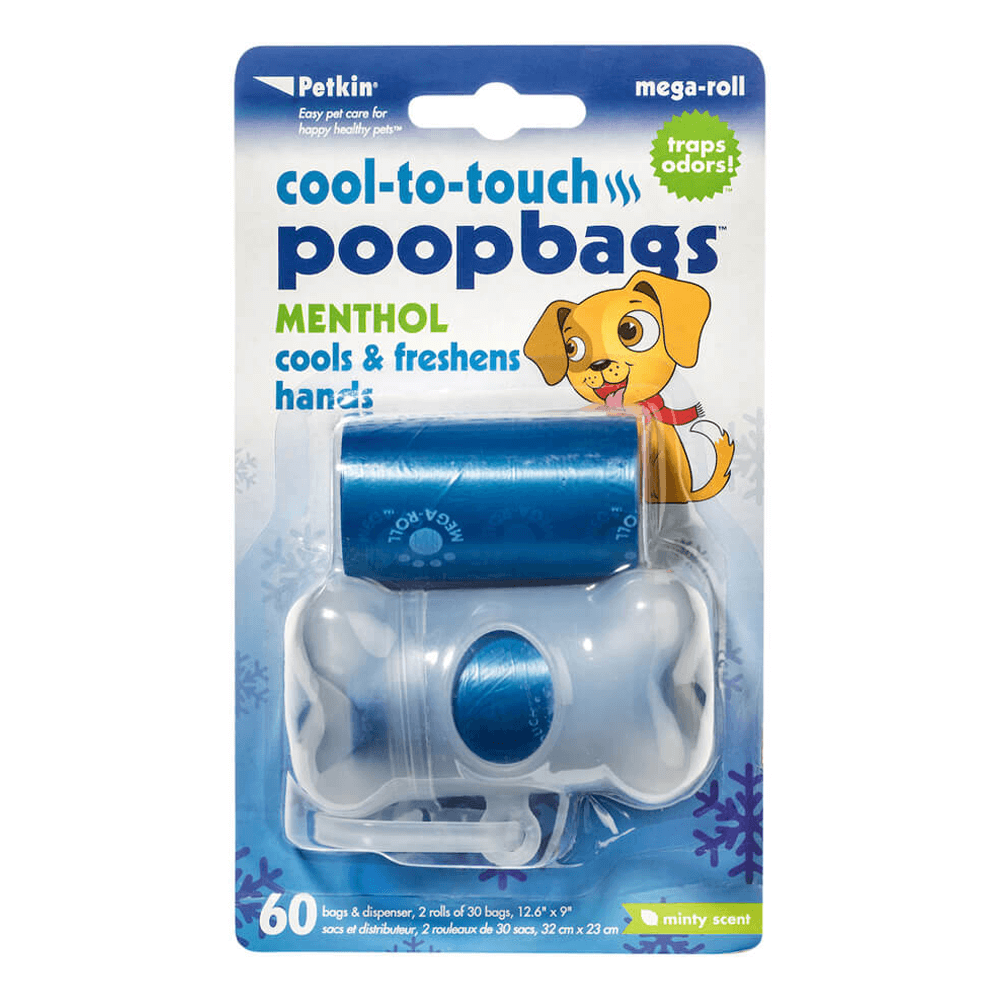 Petkin®
Easy pet care for
happy healthy pets™
mega-roll
traps
odors!™
cool-to-touch
poopbags™
MENTHOL
cools & freshens
hands
MEGA-ROLL
60 bags & dispenser, 2 rolls of 30 bags, 12.6" x 9"
sacs et distributeur, 2 rouleaux de 30 sacs, 32 cm x 23 cm
minty scent